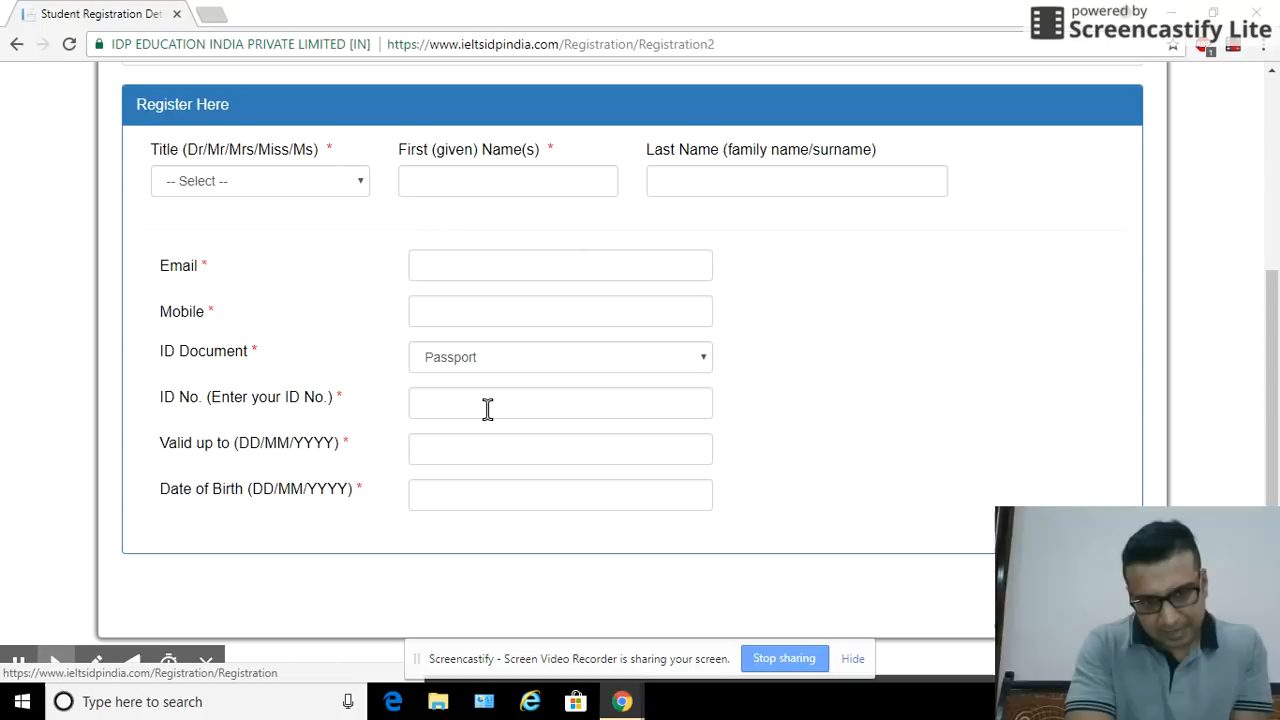 Student Registration Det
powered by
Screencastify Lite
IDP EDUCATION INDIA PRIVATE LIMITED [IN]
https://www.ieltsidpindia.com/Registration/Registration2
1
Register Here
Title (Dr/Mr/Mrs/Miss/Ms) *
First (given) Name(s) *
Last Name (family name/surname)
-- Select --
Email *
Mobile *
ID Document *
Passport
ID No. (Enter your ID No.) *
Valid up to (DD/MM/YYYY) *
Date of Birth (DD/MM/YYYY) *
Screencastify - Screen Video Recorder is sharing your screen.
Stop sharing
Hide
https://www.ieltsidpindia.com/Registration/Registration
Type here to search